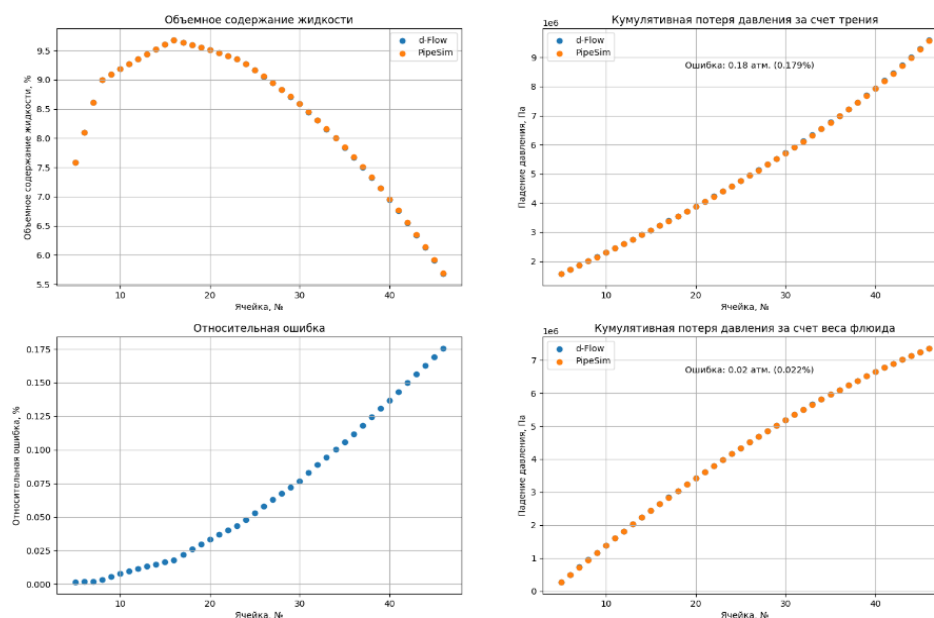 Объемное содержание жидкости
d-Flow
PipeSim
Объемное содержание жидкости, %
9.5
9.0
8.5
8.0
7.5
7.0
6.5
6.0
5.5
10 20 30 40
Ячейка, №
Кумулятивная потеря давления за счет трения
1e6
d-Flow
PipeSim
Ошибка: 0.18 атм. (0.179%)
Падение давления, Па
9
8
7
6
5
4
3
2
10 20 30 40
Ячейка, №
Относительная ошибка
Относительная ошибка, %
0.175
0.150
0.125
0.100
0.075
0.050
0.025
0.000
10 20 30 40
Ячейка, №
Кумулятивная потеря давления за счет веса флюида
1e6
d-Flow
PipeSim
Ошибка: 0.02 атм. (0.022%)
Падение давления, Па
7
6
5
4
3
2
1
0
10 20 30 40
Ячейка, №